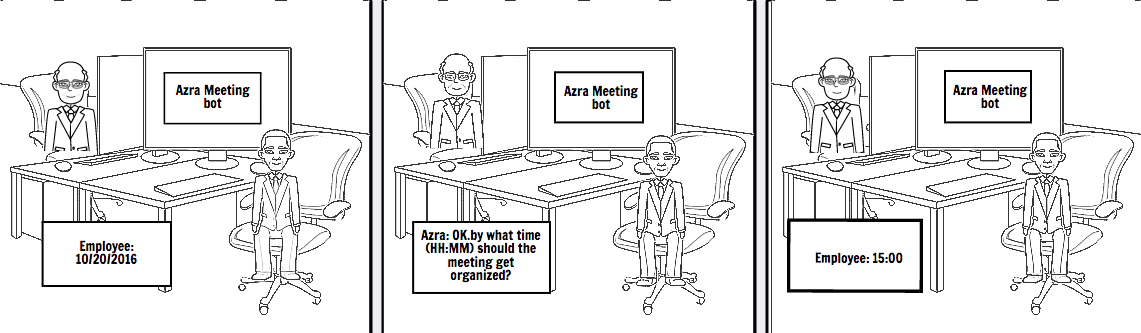 Azra Meeting
bot
Employee:
10/20/2016
Azra Meeting
bot
Azra: OK.by what time
(HH:MM) should the
meeting get
organized?
Azra Meeting
bot
Employee: 15:00